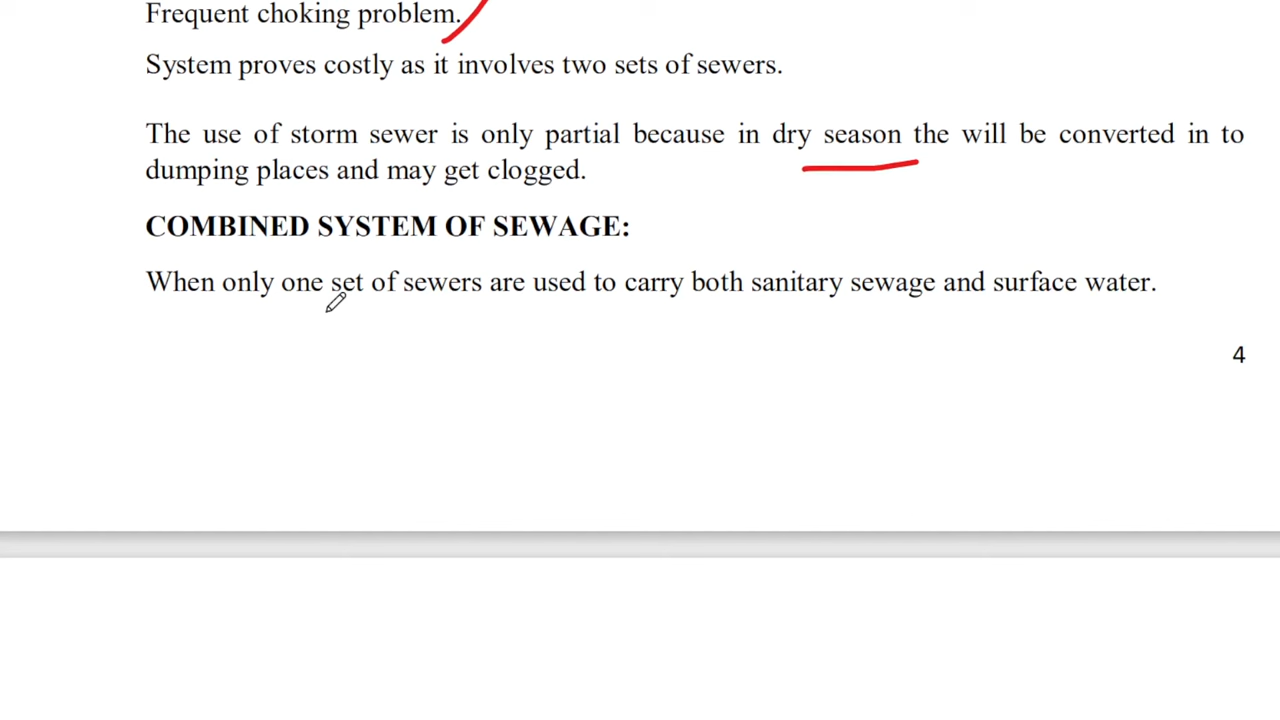 Frequent choking problem.
System proves costly as it involves two sets of sewers.
The use of storm sewer is only partial because in dry season the will be converted in to
dumping places and may get clogged.
COMBINED SYSTEM OF SEWAGE:
When only one set of sewers are used to carry both sanitary sewage and surface water.
4